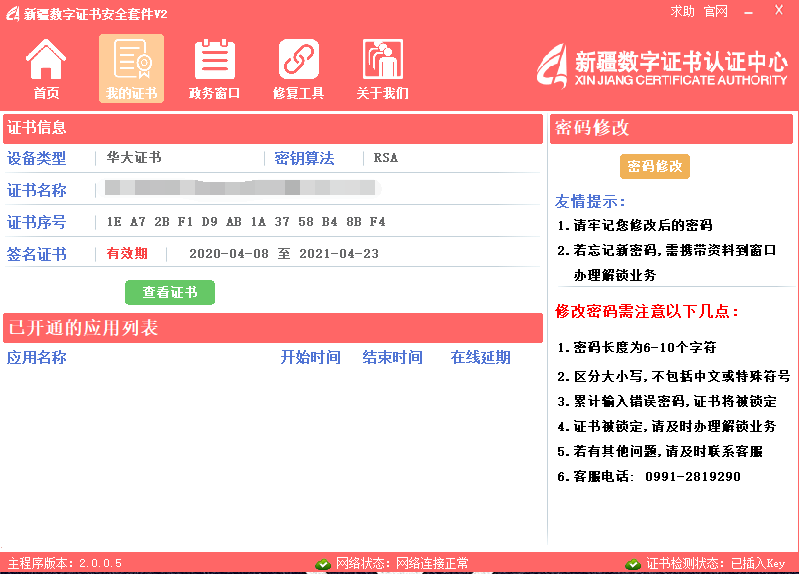 新疆数字证书安全套件V2
求助 官网 － X
首页
我的证书
政务窗口
修复工具
关于我们
新疆数字证书认证中心
XIN JIANG CERTIFICATE AUTHORITY
证书信息
设备类型 华大证书 密钥算法 RSA
证书名称
证书序号 1E A7 2B F1 D9 AB 1A 37 58 B4 8B F4
签名证书 有效期 2020-04-08 至 2021-04-23
查看证书
已开通的应用列表
应用名称 开始时间 结束时间 在线延期
密码修改
密码修改
友情提示:
1.请牢记您修改后的密码
2.若忘记新密码,需携带资料到窗口
办理解锁业务
修改密码需注意以下几点:
1.密码长度为6-10个字符
2.区分大小写,不包括中文或特殊符号
3.累计输入错误密码,证书将被锁定
4.证书被锁定,请及时办理解锁业务
5.若有其他问题,请及时联系客服
6.客服电话: 0991-2819290
主程序版本: 2.0.0.5
网络状态: 网络连接正常
证书检测状态: 已插入Key